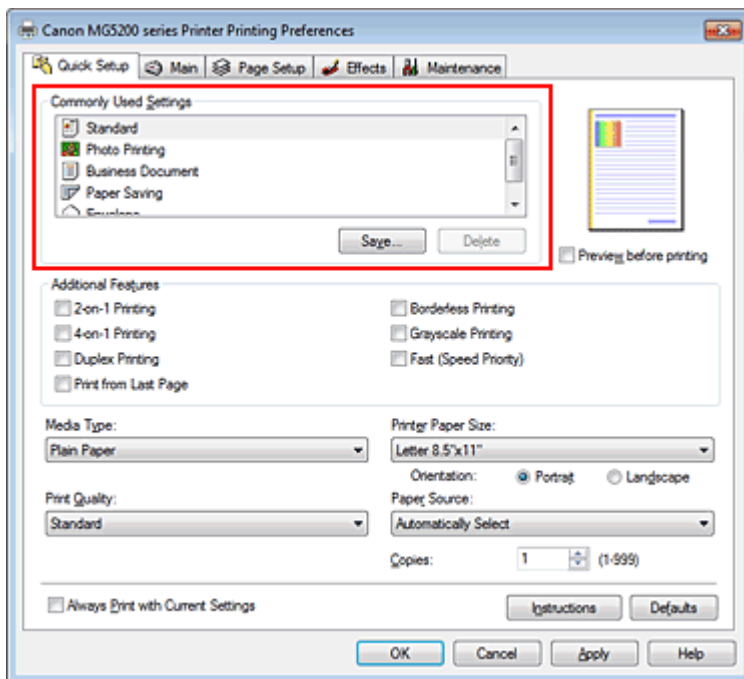 Canon MG5200 series Printer Printing Preferences
Quick Setup Main Page Setup Effects Maintenance
Commonly Used Settings
Standard
Photo Printing
Business Document
Paper Saving
Envelope
Save... Delete
Preview before printing
Additional Features
2-on-1 Printing Borderless Printing
4-on-1 Printing Grayscale Printing
Duplex Printing Fast (Speed Priority)
Print from Last Page
Media Type: Printer Paper Size:
Plain Paper Letter 8.5"x11"
Orientation: Portrait Landscape
Print Quality: Paper Source:
Standard Automatically Select
Copies: 1 (1-999)
Always Print with Current Settings Instructions Defaults
OK Cancel Apply Help